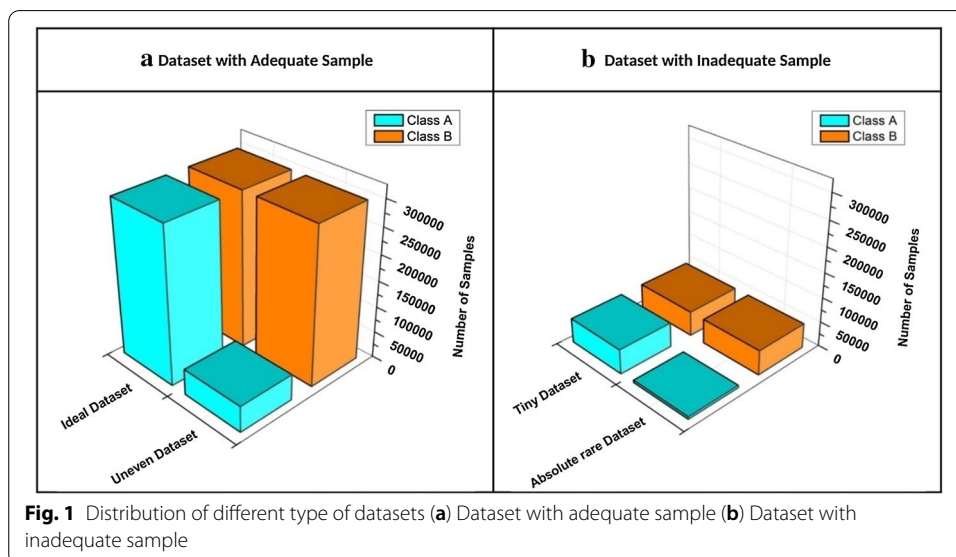 a Dataset with Adequate Sample
b Dataset with Inadequate Sample
Class A
Class B
300000
250000
200000
150000
100000
50000
0
Number of Samples
Ideal Dataset
Uneven Dataset
Class A
Class B
300000
250000
200000
150000
100000
50000
0
Number of Samples
Tiny Dataset
Absolute rare Dataset
Fig. 1 Distribution of different type of datasets (a) Dataset with adequate sample (b) Dataset with
inadequate sample